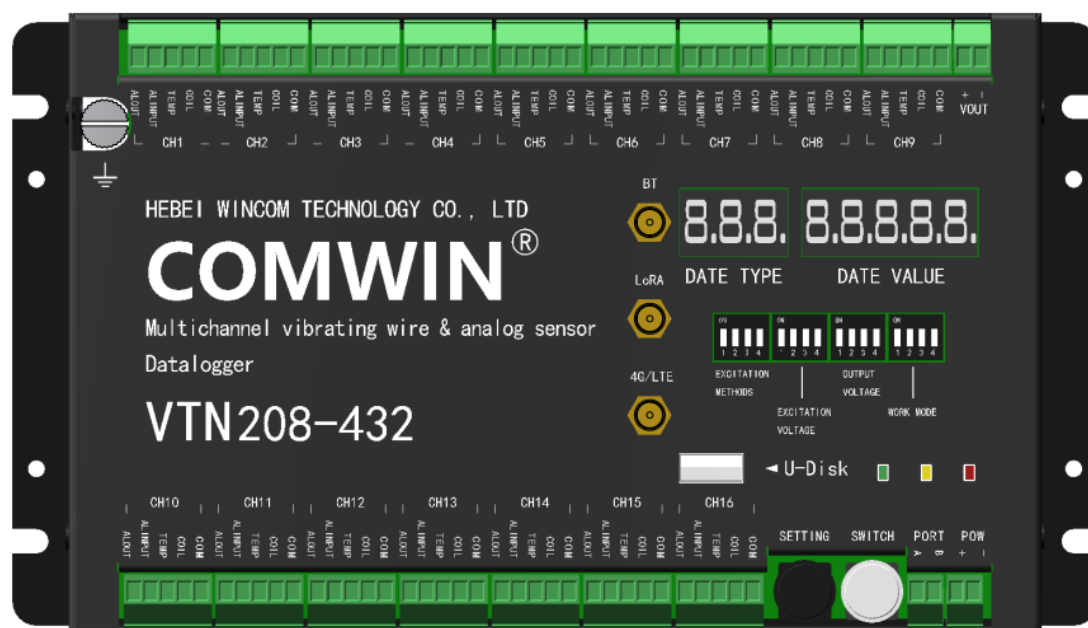 ALOUT ALINPUT TEMP COIL COM ALOUT ALINPUT TEMP COIL COM ALOUT ALINPUT TEMP COIL COM ALOUT ALINPUT TEMP COIL COM ALOUT ALINPUT TEMP COIL COM ALOUT ALINPUT TEMP COIL COM ALOUT ALINPUT TEMP COIL COM ALOUT ALINPUT TEMP COIL COM ALOUT ALINPUT TEMP COIL COM + -
VOUT
CH1 CH2 CH3 CH4 CH5 CH6 CH7 CH8 CH9
BT
HEBEI WINCOM TECHNOLOGY CO., LTD
COMWIN®
8.8.8. 8.8.8.8.8.
DATE TYPE DATE VALUE
LoRA
Multichannel vibrating wire & analog sensor
Datalogger
ON ON ON ON
1 2 3 4 1 2 3 4 1 2 3 4 1 2 3 4
EXCITATION
METHODS
OUTPUT
VOLTAGE
EXCITATION
VOLTAGE
WORK MODE
4G/LTE
VTN208-432
◄U-Disk
CH10 CH11 CH12 CH13 CH14 CH15 CH16
ALOUT ALINPUT TEMP COIL COM ALOUT ALINPUT TEMP COIL COM ALOUT ALINPUT TEMP COIL COM ALOUT ALINPUT TEMP COIL COM ALOUT ALINPUT TEMP COIL COM ALOUT ALINPUT TEMP COIL COM ALOUT ALINPUT TEMP COIL COM
SETTING SWITCH PORT POW
A B + -